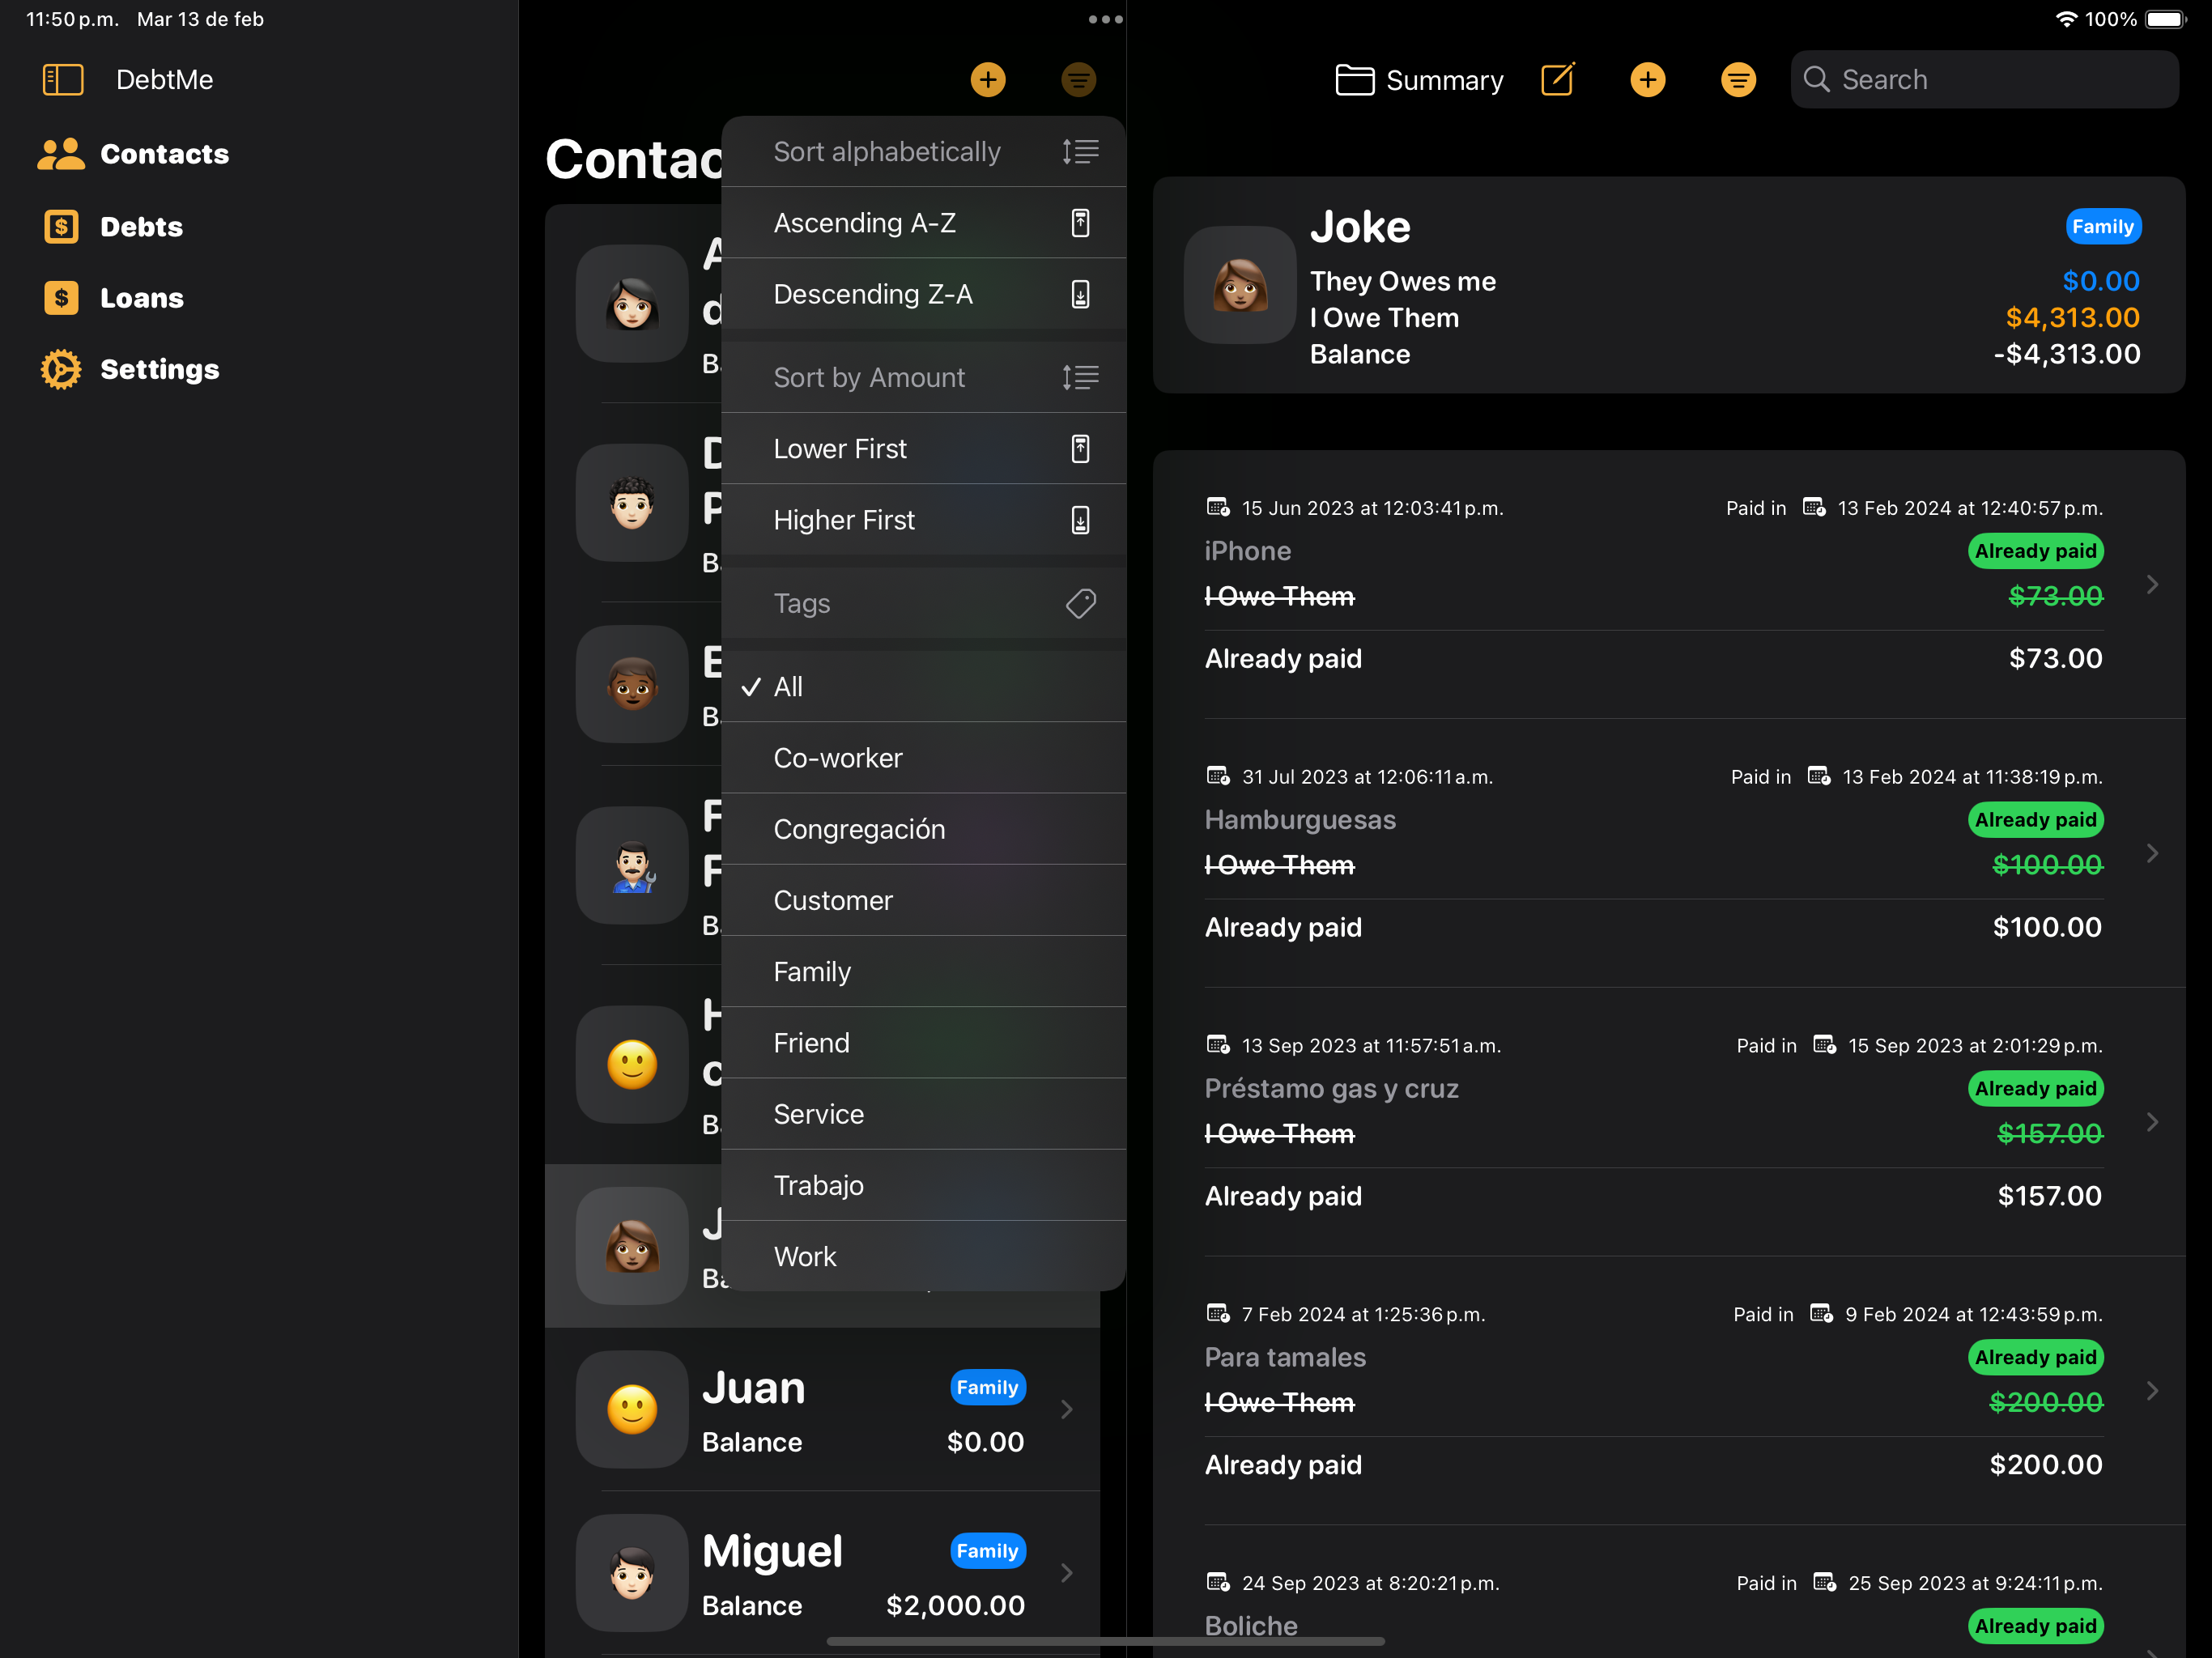 11:50 p.m. Mar 13 de feb
100%
DebtMe
Contacts
Debts
Loans
Settings
Sort alphabetically
Ascending A-Z
Descending Z-A
Sort by Amount
Lower First
Higher First
Tags
All
Co-worker
Congregación
Customer
Family
Friend
Service
Trabajo
Work
Juan
Family
Balance $0.00
Miguel
Family
Balance $2,000.00
Summary
Search
Joke
Family
They Owes me $0.00
I Owe Them $4,313.00
Balance -$4,313.00
15 Jun 2023 at 12:03:41 p.m. Paid in 13 Feb 2024 at 12:40:57 p.m.
iPhone Already paid
I Owe Them $73.00
Already paid $73.00
31 Jul 2023 at 12:06:11 a.m. Paid in 13 Feb 2024 at 11:38:19 p.m.
Hamburguesas Already paid
I Owe Them $100.00
Already paid $100.00
13 Sep 2023 at 11:57:51 a.m. Paid in 15 Sep 2023 at 2:01:29 p.m.
Préstamo gas y cruz Already paid
I Owe Them $157.00
Already paid $157.00
7 Feb 2024 at 1:25:36 p.m. Paid in 9 Feb 2024 at 12:43:59 p.m.
Para tamales Already paid
I Owe Them $200.00
Already paid $200.00
24 Sep 2023 at 8:20:21 p.m. Paid in 25 Sep 2023 at 9:24:11 p.m.
Boliche Already paid